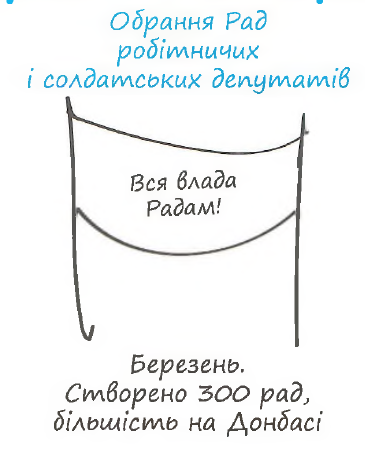 Обрання Рад
робітничих
і солдатських депутатів
Вся влада
Радам!
Березень.
Створено 300 рад,
більшість на Донбасі